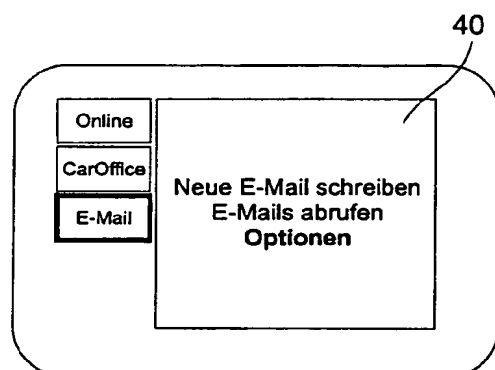 40
Online
CarOffice
E-Mail
Neue E-Mail schreiben
E-Mails abrufen
Optionen